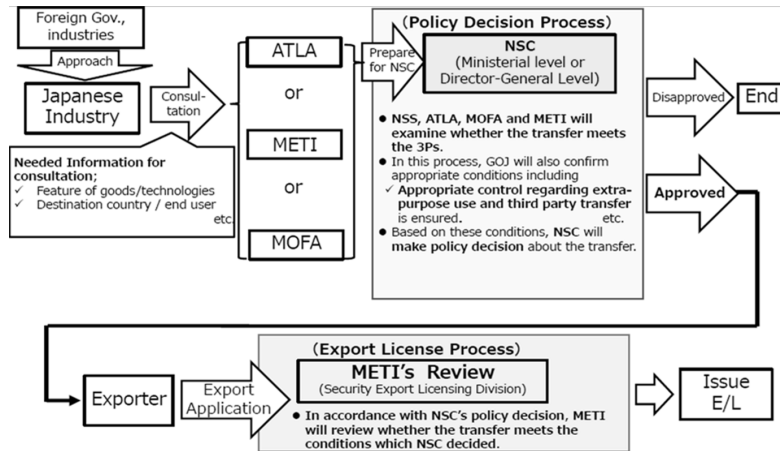 Foreign Gov.,
industries
Approach
Japanese
Industry
Consul-
tation
Needed Information for
consultation;
✓ Feature of goods/technologies
✓ Destination country / end user
etc.
ATLA
or
METI
or
MOFA
Prepare
for NSC
(Policy Decision Process)
NSC
(Ministerial level or
Director-General Level)
● NSS, ATLA, MOFA and METI will
examine whether the transfer meets
the 3Ps.
● In this process, GOJ will also confirm
appropriate conditions including
✓ Appropriate control regarding extra-
purpose use and third party transfer
is ensured. etc.
● Based on these conditions, NSC will
make policy decision about the transfer.
Disapproved
End
Approved
Exporter
Export
Application
(Export License Process)
METI's Review
(Security Export Licensing Division)
● In accordance with NSC's policy decision, METI
will review whether the transfer meets the
conditions which NSC decided.
Issue
E/L